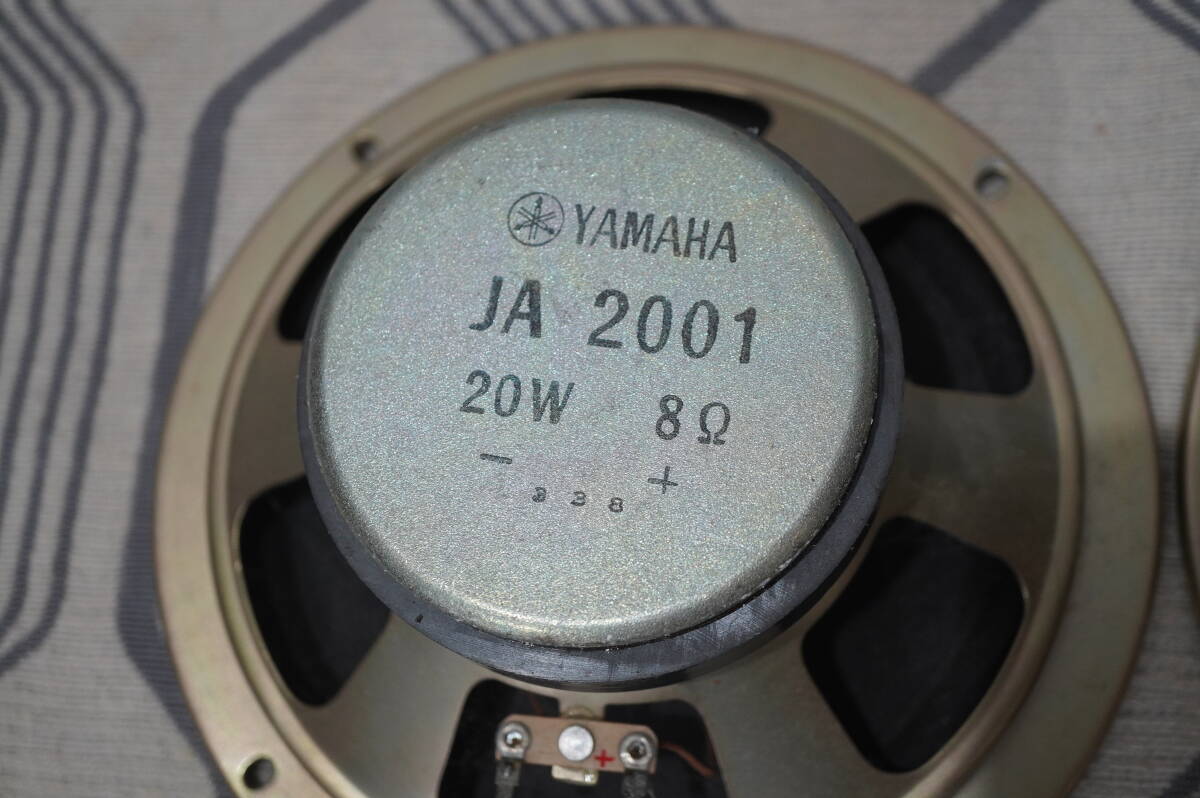 YAMAHA
JA 2001
20W 8Ω
- +
338
+